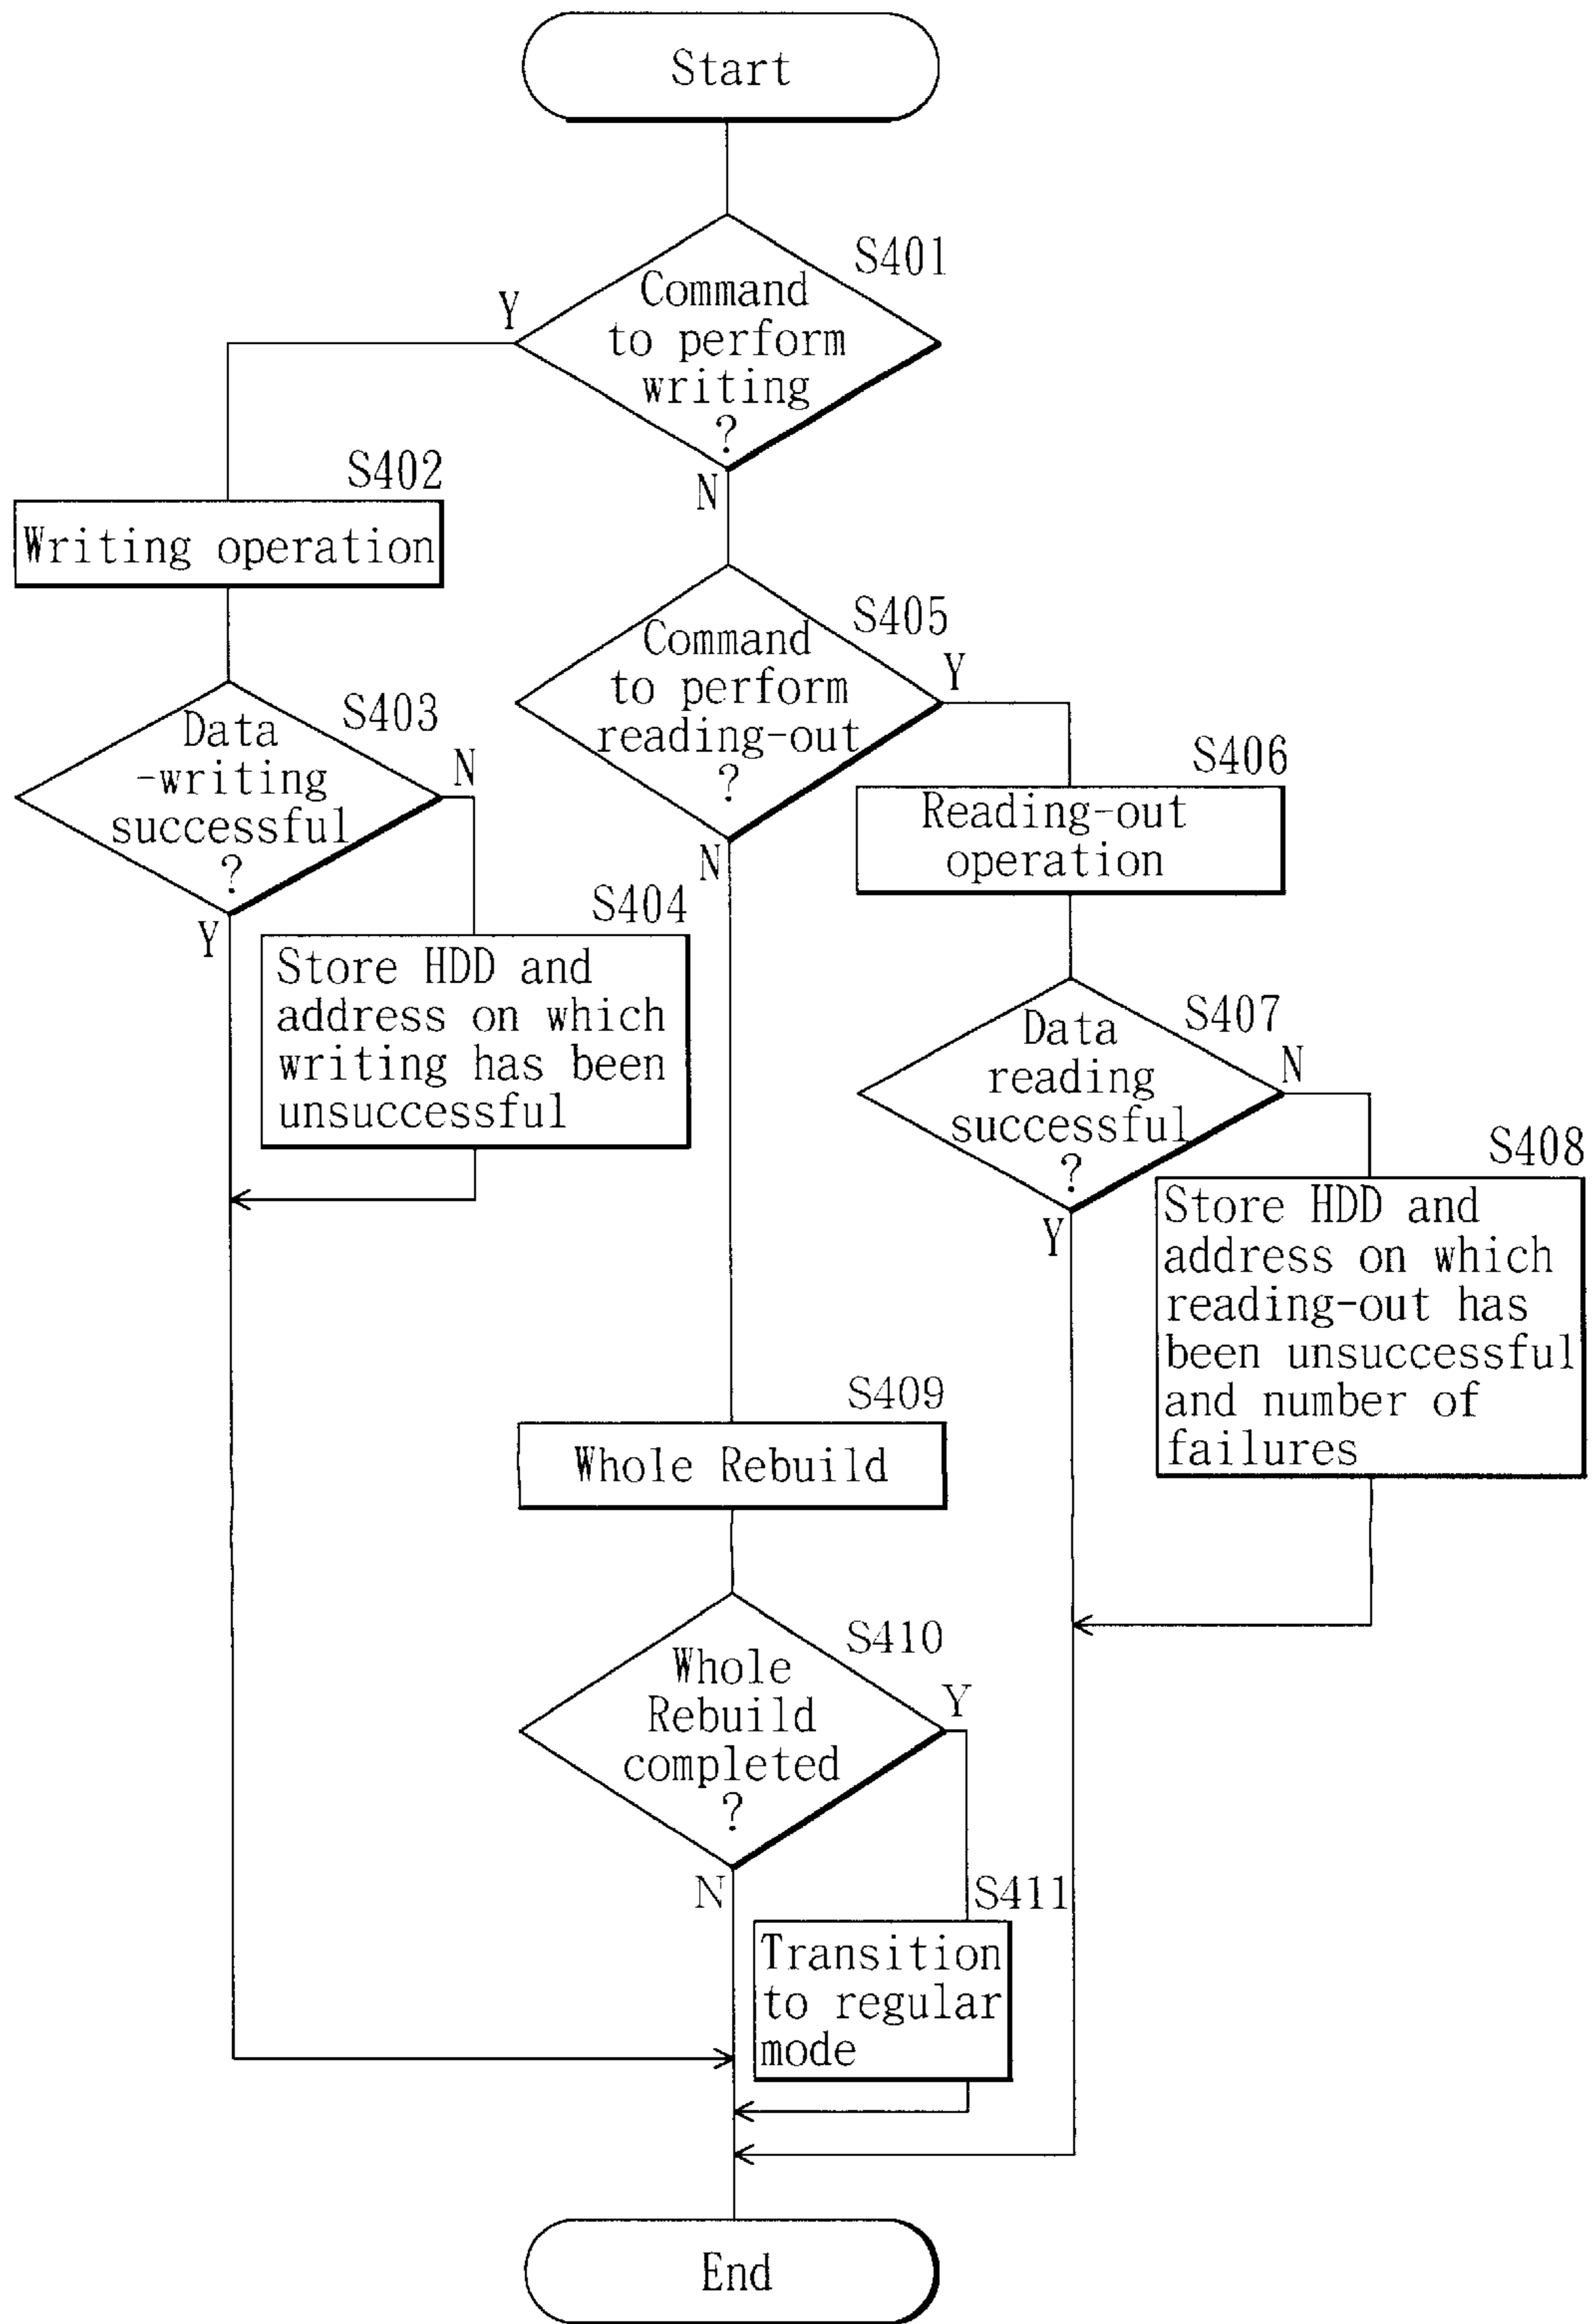 Start
S401
Command
to perform
writing
?
Y
N
S402
Writing operation
S403
Data
-writing
successful
?
N
Y
S404
Store HDD and
address on which
writing has been
unsuccessful
S405
Command
to perform
reading-out
?
Y
N
S406
Reading-out
operation
S407
Data
reading
successful
?
N
Y
S408
Store HDD and
address on which
reading-out has
been unsuccessful
and number of
failures
S409
Whole Rebuild
S410
Whole
Rebuild
completed
?
Y
N
S411
Transition
to regular
mode
End